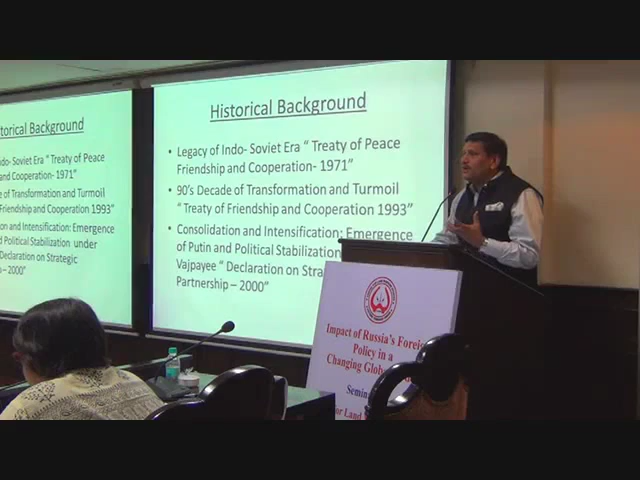 torical Background
do- Soviet Era “ Treaty of Peace
and Cooperation- 1971”
e of Transformation and Turmoil
Friendship and Cooperation 1993”
ion and Intensification: Emergence
d Political Stabilization under
Declaration on Strategic
– 2000”
Historical Background
• Legacy of Indo- Soviet Era “ Treaty of Peace
Friendship and Cooperation- 1971”
• 90’s Decade of Transformation and Turmoil
“ Treaty of Friendship and Cooperation 1993”
• Consolidation and Intensification: Emergence
of Putin and Political Stabilization
Vajpayee “ Declaration on Stra
Partnership – 2000”
Impact of Russia’s Foreig
Policy in a
Changing Glob
Semin
or Land